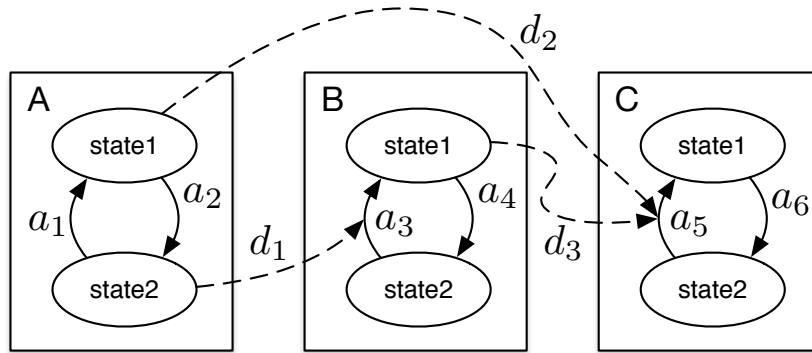 d₂
A
B
C
state1
state1
state1
a₁
a₂
a₃
a₄
a₅
a₆
d₁
d₃
state2
state2
state2